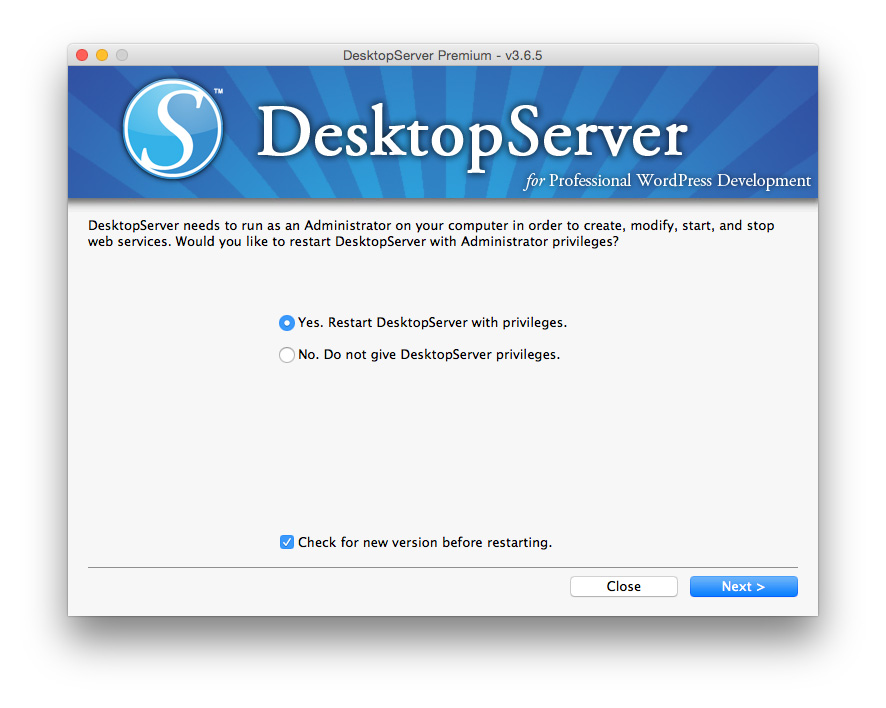 DesktopServer Premium - v3.6.5
S™
DesktopServer
for Professional WordPress Development
DesktopServer needs to run as an Administrator on your computer in order to create, modify, start, and stop
web services. Would you like to restart DesktopServer with Administrator privileges?
Yes. Restart DesktopServer with privileges.
No. Do not give DesktopServer privileges.
Check for new version before restarting.
Close
Next >